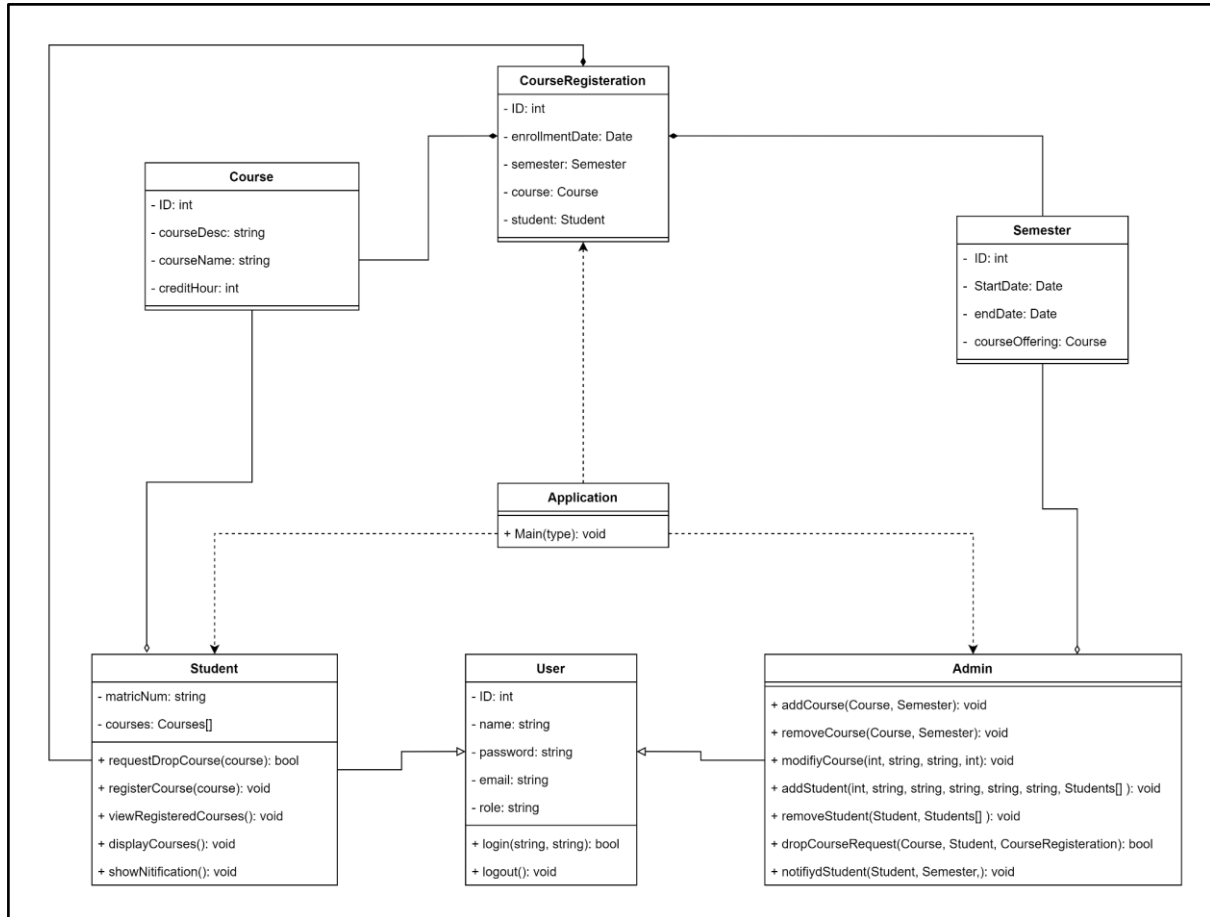 CourseRegisteration
- ID: int
- enrollmentDate: Date
- semester: Semester
- course: Course
- student: Student
Course
- ID: int
- courseDesc: string
- courseName: string
- creditHour: int
Semester
- ID: int
- StartDate: Date
- endDate: Date
- courseOffering: Course
Application
+ Main(type): void
Student
- matricNum: string
- courses: Courses[]
+ requestDropCourse(course): bool
+ registerCourse(course): void
+ viewRegisteredCourses(): void
+ displayCourses(): void
+ showNitification(): void
User
- ID: int
- name: string
- password: string
- email: string
- role: string
+ login(string, string): bool
+ logout(): void
Admin
+ addCourse(Course, Semester): void
+ removeCourse(Course, Semester): void
+ modifiyCourse(int, string, string, int): void
+ addStudent(int, string, string, string, string, string, Students[] ): void
+ removeStudent(Student, Students[] ): void
+ dropCourseRequest(Course, Student, CourseRegisteration): bool
+ notifiydStudent(Student, Semester,): void